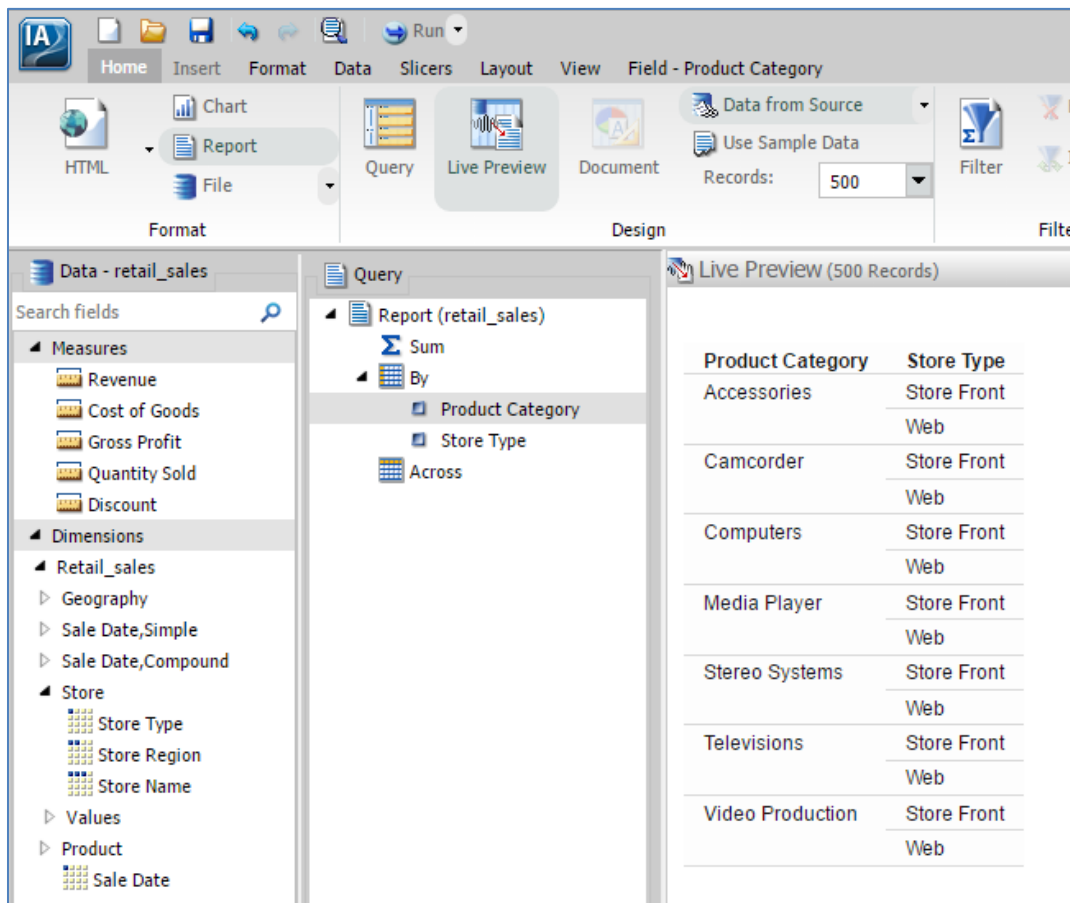 IA
Run
Home Insert Format Data Slicers Layout View Field - Product Category
HTML
Chart
Report
File
Format
Query
Live Preview
Document
Data from Source
Use Sample Data
Records: 500
Design
Filter
Filte
Data - retail_sales
Search fields
Measures
Revenue
Cost of Goods
Gross Profit
Quantity Sold
Discount
Dimensions
Retail_sales
Geography
Sale Date,Simple
Sale Date,Compound
Store
Store Type
Store Region
Store Name
Values
Product
Sale Date
Query
Report (retail_sales)
Sum
By
Product Category
Store Type
Across
Live Preview (500 Records)
Product Category Store Type
Accessories Store Front
Web
Camcorder Store Front
Web
Computers Store Front
Web
Media Player Store Front
Web
Stereo Systems Store Front
Web
Televisions Store Front
Web
Video Production Store Front
Web